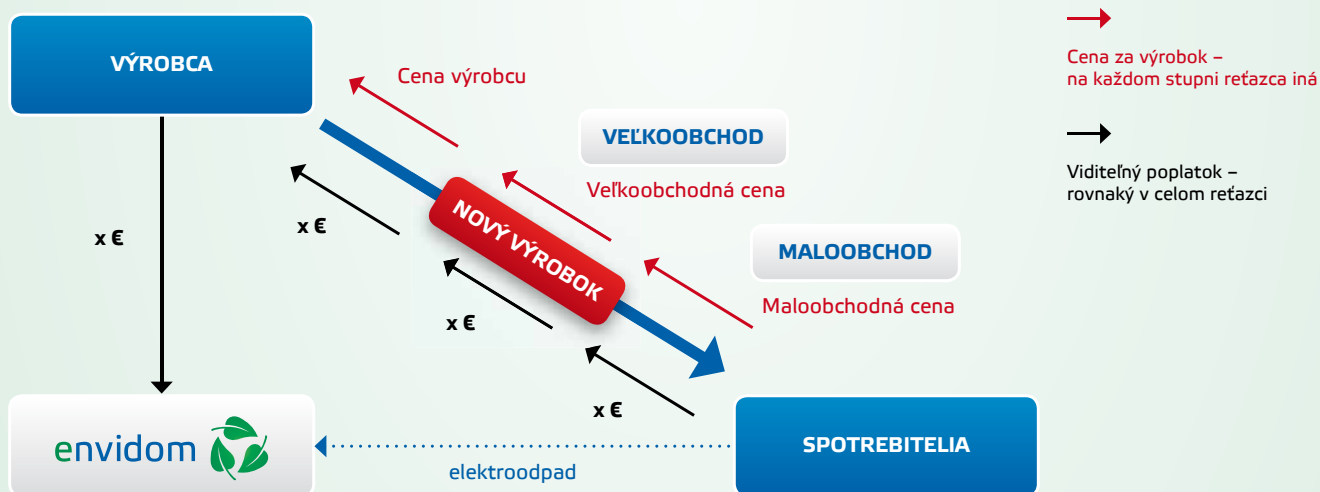 VÝROBCA
Cena výrobcu
Cena za výrobok –
na každom stupni reťazca iná
VEĽKOOBCHOD
Veľkoobchodná cena
Viditeľný poplatok –
rovnaký v celom reťazci
x €
x €
NOVÝ VÝROBOK
MALOOBCHOD
Maloobchodná cena
x €
x €
envidom
elektroodpad
SPOTREBITELIA